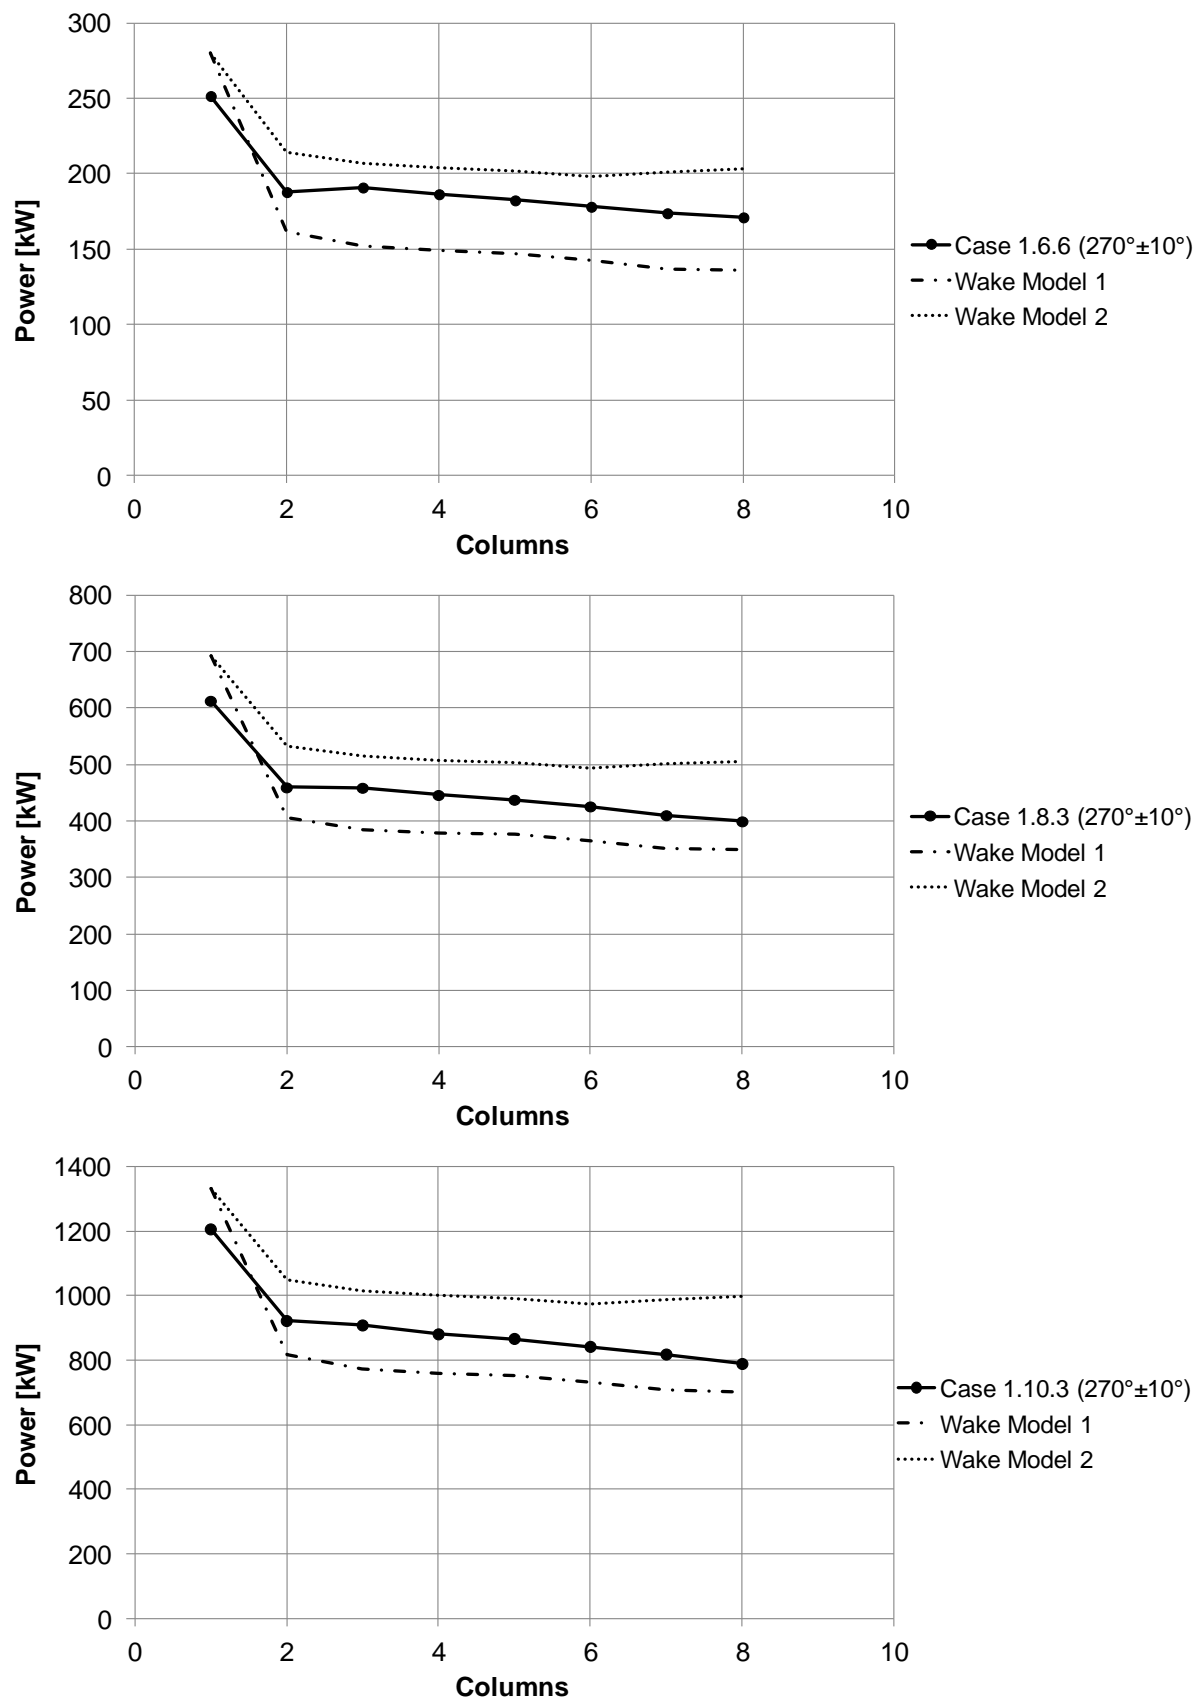 300
250
200
150
100
50
0
0 2 4 6 8 10
Power [kW]
Columns
Case 1.6.6 (270°±10°)
Wake Model 1
Wake Model 2
800
700
600
500
400
300
200
100
0
0 2 4 6 8 10
Power [kW]
Columns
Case 1.8.3 (270°±10°)
Wake Model 1
Wake Model 2
1400
1200
1000
800
600
400
200
0
0 2 4 6 8 10
Power [kW]
Columns
Case 1.10.3 (270°±10°)
Wake Model 1
Wake Model 2